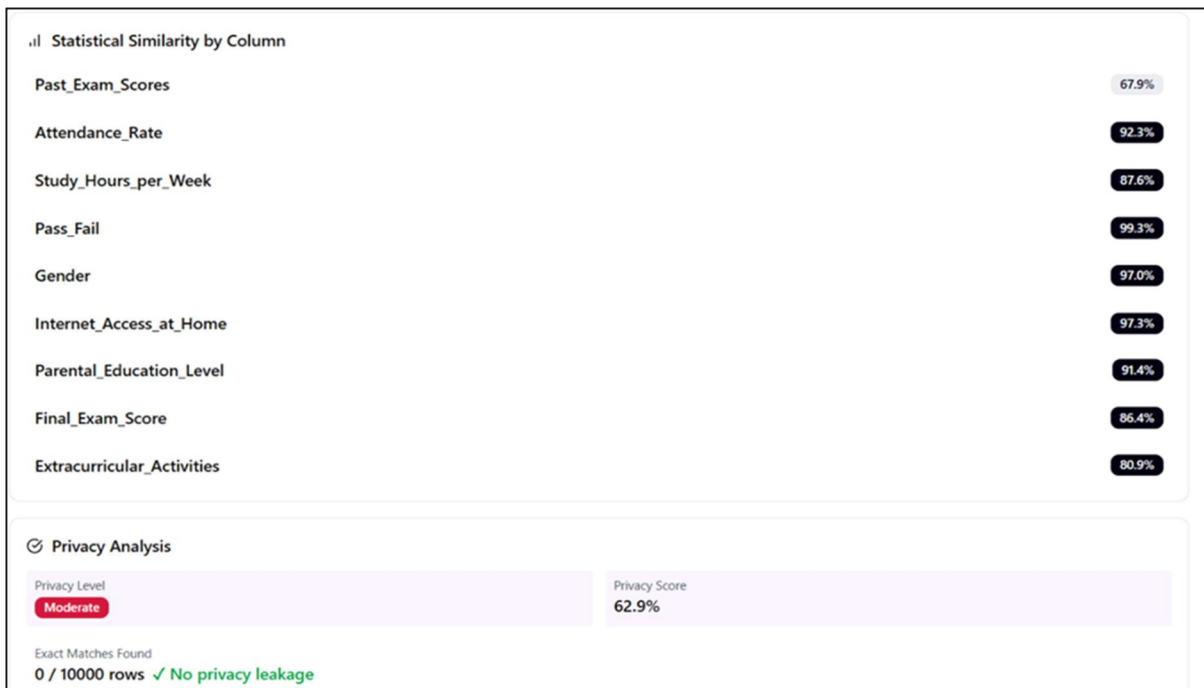 Statistical Similarity by Column
Past_Exam_Scores 67.9%
Attendance_Rate 92.3%
Study_Hours_per_Week 87.6%
Pass_Fail 99.3%
Gender 97.0%
Internet_Access_at_Home 97.3%
Parental_Education_Level 91.4%
Final_Exam_Score 86.4%
Extracurricular_Activities 80.9%
Privacy Analysis
Privacy Level Privacy Score
Moderate 62.9%
Exact Matches Found
0 / 10000 rows ✓ No privacy leakage